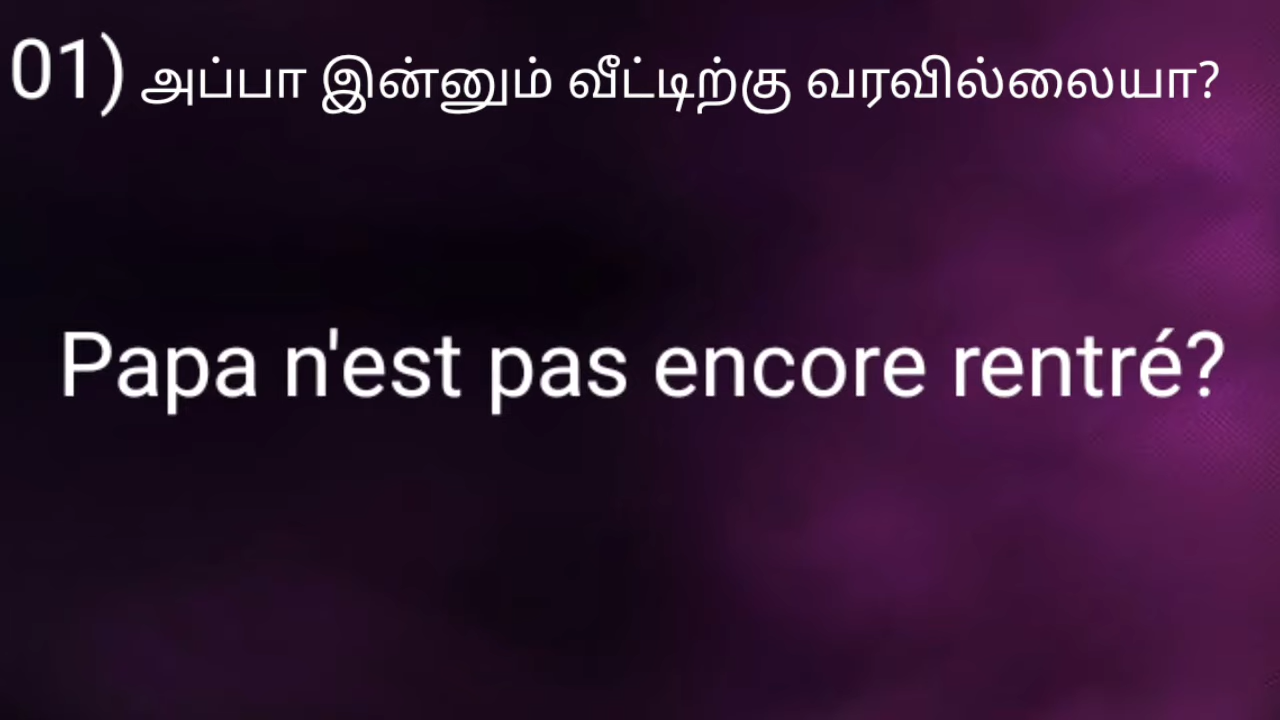 01) அப்பா இன்னும் வீட்டிற்கு வரவில்லையா?
Papa n'est pas encore rentré?